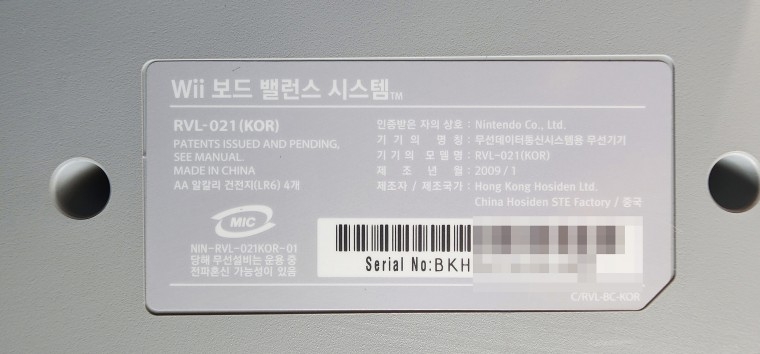 Wii 보드 밸런스 시스템TM
RVL-021(KOR)
PATENTS ISSUED AND PENDING,
SEE MANUAL.
MADE IN CHINA
AA 알칼리 건전지(LR6) 4개
인증받은 자의 상호 : Nintendo Co., Ltd.
기 기 의 명 칭 : 무선데이터통신시스템용 무선기기
기 기 의 모 델 명 : RVL-021(KOR)
제 조 년 월 : 2009 / 1
제조자 / 제조국가 : Hong Kong Hosiden Ltd.
China Hosiden STE Factory / 중국
MIC
NIN-RVL-021KOR-01
당해 무선설비는 운용 중
전파혼신 가능성이 있음
Serial No:BKH
C/RVL-BC-KOR